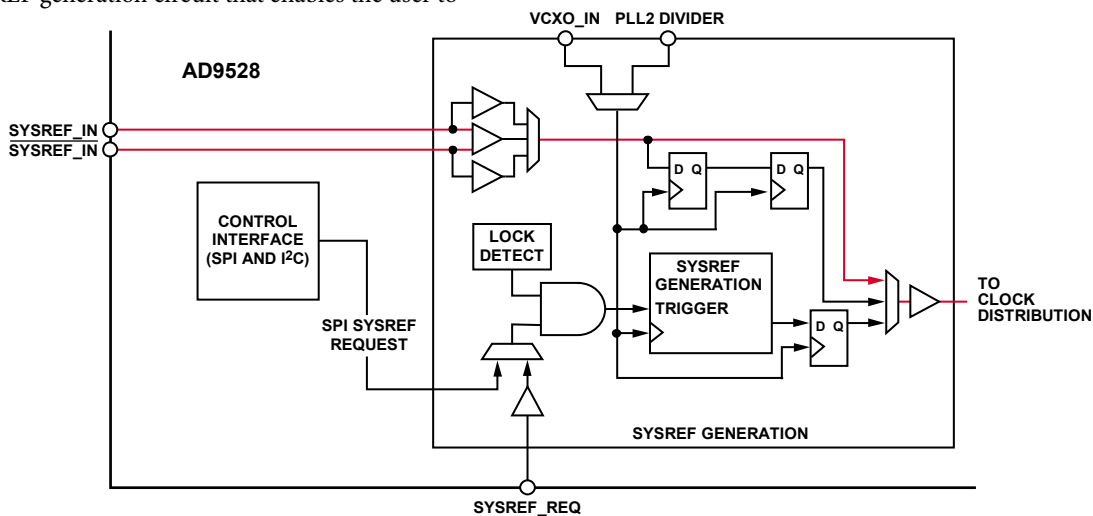 REF generation circuit that enables the user to
VCXO_IN PLL2 DIVIDER
AD9528
SYSREF_IN
SYSREF_IN
CONTROL
INTERFACE
(SPI AND I2C)
LOCK
DETECT
D Q
D Q
SYSREF
GENERATION
TRIGGER
SPI SYSREF
REQUEST
D Q
TO
CLOCK
DISTRIBUTION
SYSREF GENERATION
SYSREF_REQ